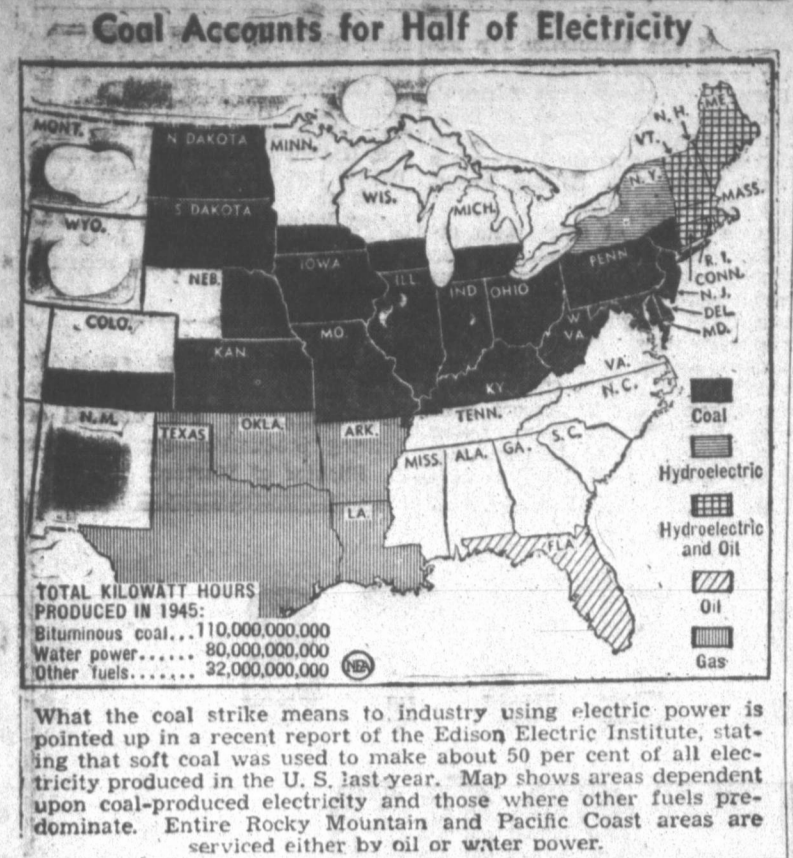 Coal Accounts for Half of Electricity
MONT.
N DAKOTA
MINN.
ME.
N. H.
VT.
S DAKOTA
WIS.
MICH.
N. Y.
MASS.
WYO.
NEB.
IOWA
ILL.
IND
OHIO
PENN
R. I.
CONN.
N. J.
DEL.
MD.
COLO.
KAN.
MO.
W
VA.
KY
VA.
N. C.
TENN.
N. M.
TEXAS
OKLA.
ARK.
MISS.
ALA.
GA.
S. C.
LA.
FLA.
Coal
Hydroelectric
Hydroelectric
and Oil
Oil
Gas
TOTAL KILOWATT HOURS
PRODUCED IN 1945:
Bituminous coal...110,000,000,000
Water power...... 80,000,000,000
Other fuels....... 32,000,000,000
NEA
What the coal strike means to industry using electric power is
pointed up in a recent report of the Edison Electric Institute, stat-
ing that soft coal was used to make about 50 per cent of all elec-
tricity produced in the U. S. last year. Map shows areas dependent
upon coal-produced electricity and those where other fuels pre-
dominate. Entire Rocky Mountain and Pacific Coast areas are
serviced either by oil or water power.